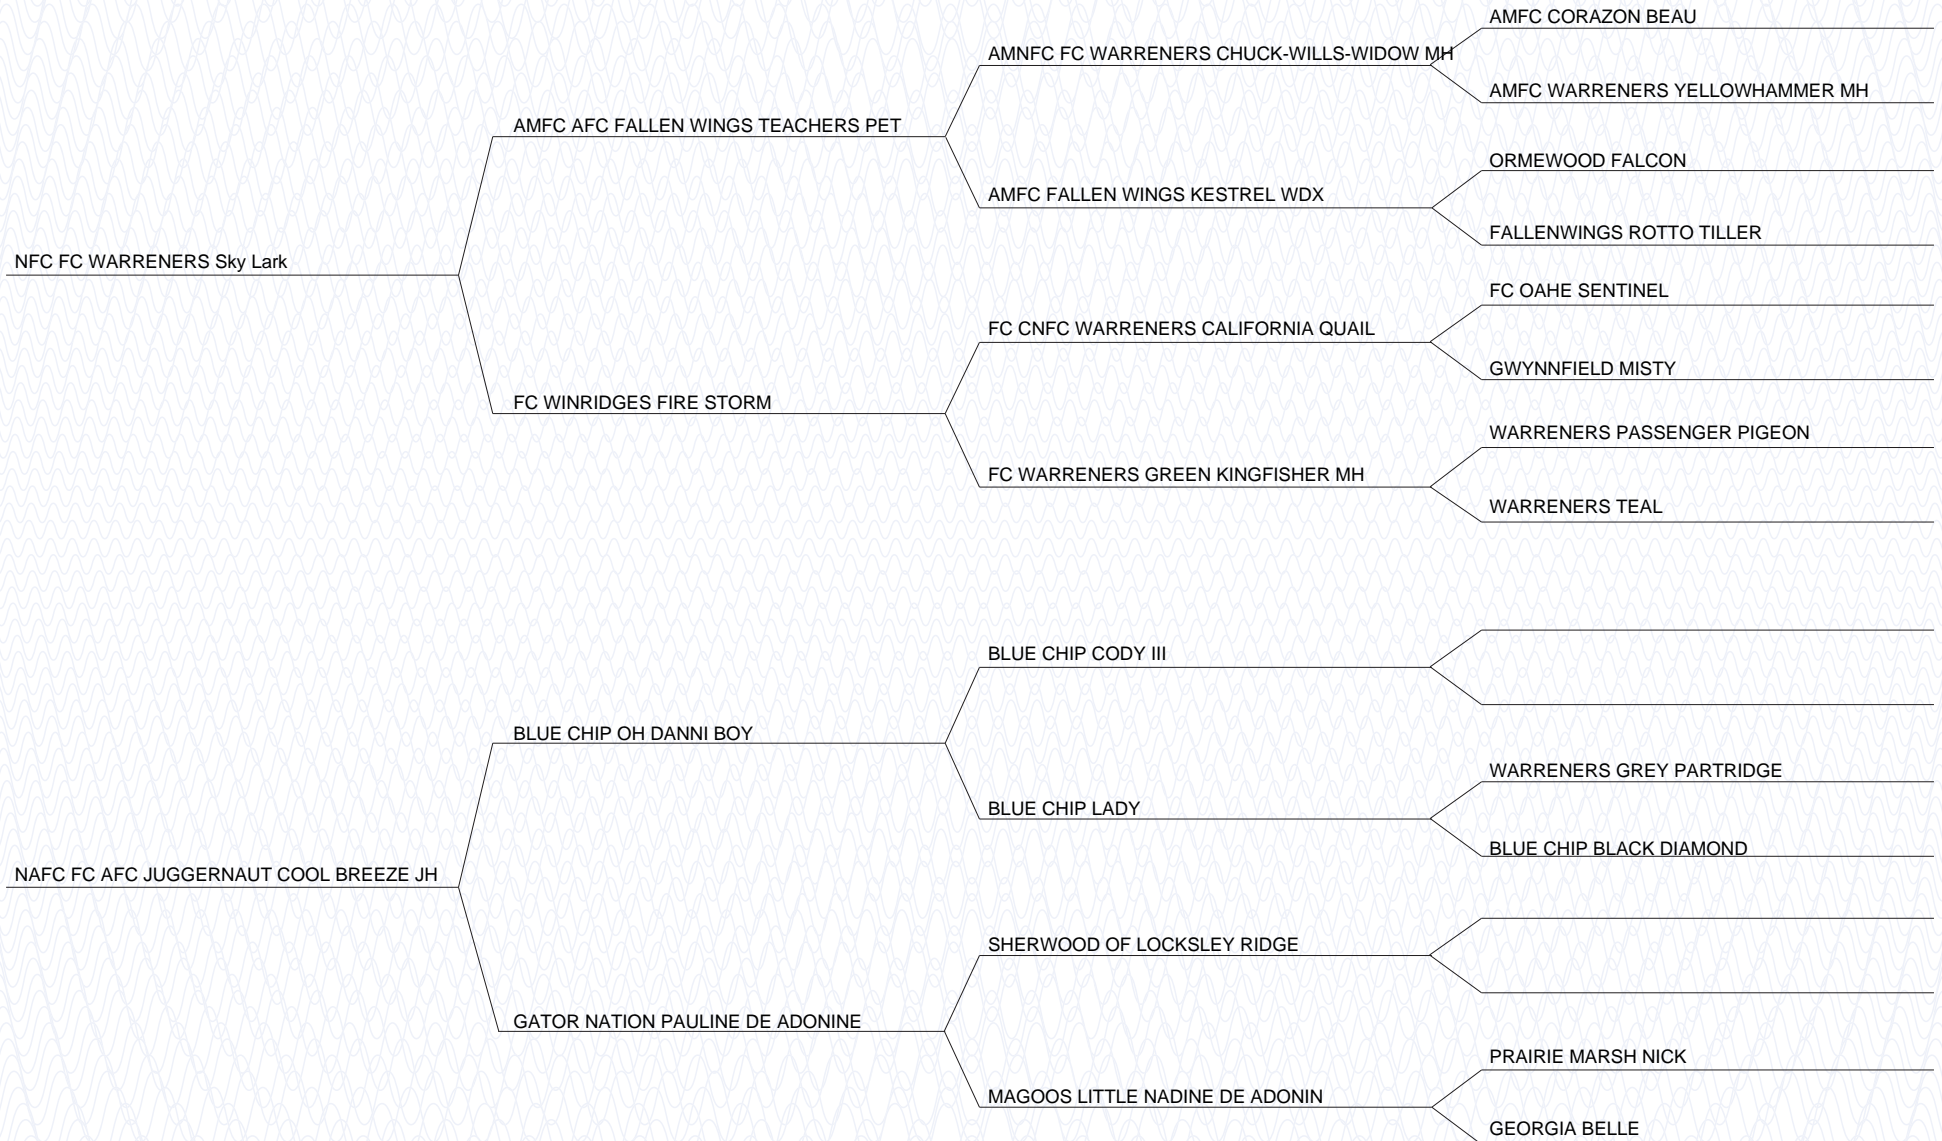 AMFC CORAZON BEAU
AMNFC FC WARRENERS CHUCK-WILLS-WIDOW MH
AMFC WARRENERS YELLOWHAMMER MH
AMFC AFC FALLEN WINGS TEACHERS PET
ORMEWOOD FALCON
AMFC FALLEN WINGS KESTREL WDX
FALLENWINGS ROTTO TILLER
NFC FC WARRENERS Sky Lark
FC OAHE SENTINEL
FC CNFC WARRENERS CALIFORNIA QUAIL
GWYNNFIELD MISTY
FC WINRIDGES FIRE STORM
WARRENERS PASSENGER PIGEON
FC WARRENERS GREEN KINGFISHER MH
WARRENERS TEAL
BLUE CHIP CODY III
BLUE CHIP OH DANNI BOY
WARRENERS GREY PARTRIDGE
BLUE CHIP LADY
BLUE CHIP BLACK DIAMOND
NAFC FC AFC JUGGERNAUT COOL BREEZE JH
SHERWOOD OF LOCKSLEY RIDGE
GATOR NATION PAULINE DE ADONINE
PRAIRIE MARSH NICK
MAGOOS LITTLE NADINE DE ADONIN
GEORGIA BELLE